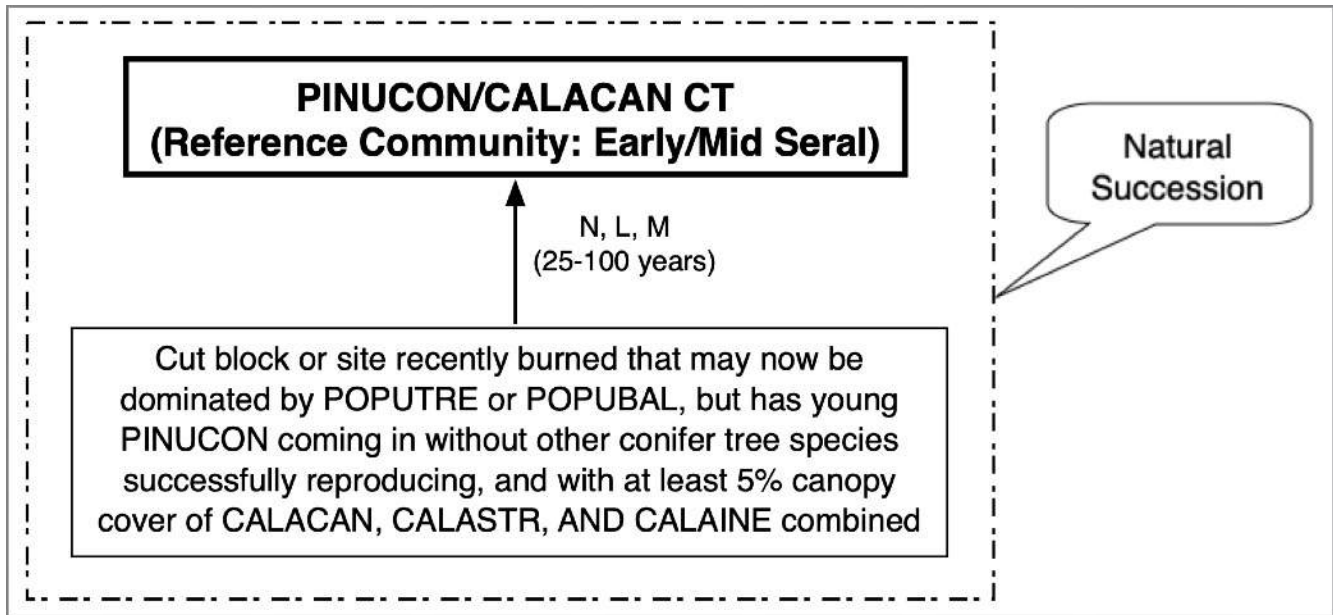 PINUCON/CALACAN CT
(Reference Community: Early/Mid Seral)
Natural
Succession
N, L, M
(25-100 years)
Cut block or site recently burned that may now be
dominated by POPUTRE or POPUBAL, but has young
PINUCON coming in without other conifer tree species
successfully reproducing, and with at least 5% canopy
cover of CALACAN, CALASTR, AND CALAINE combined